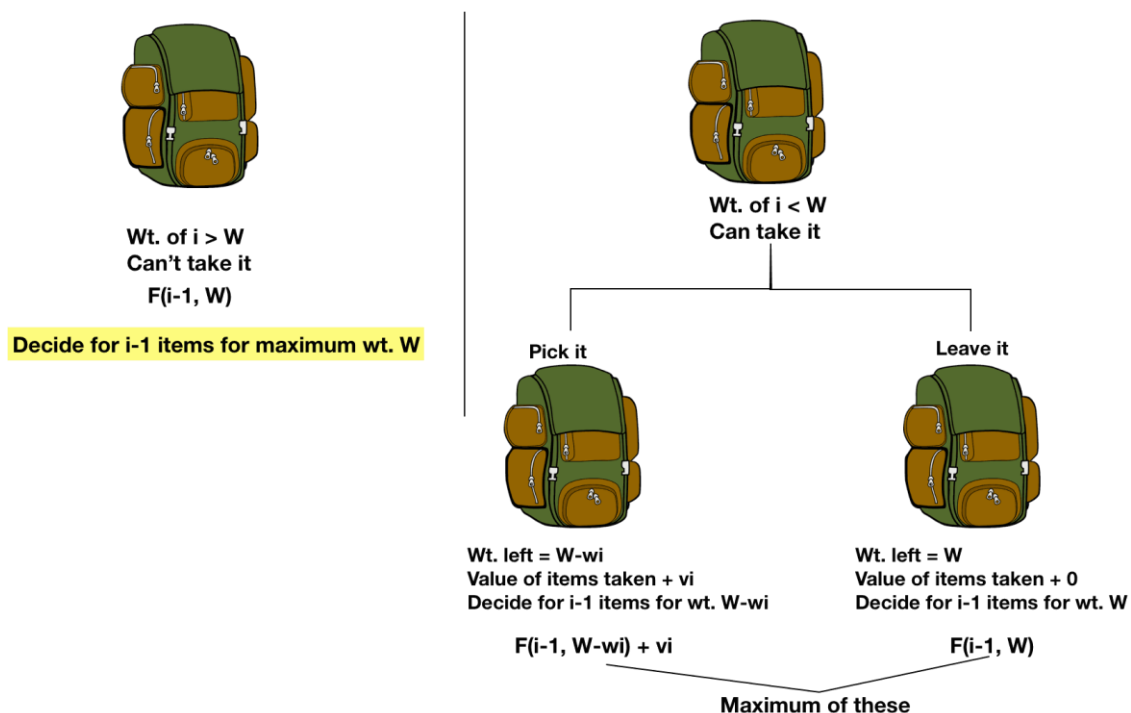 Wt. of i > W
Can't take it
F(i-1, W)
Decide for i-1 items for maximum wt. W
Wt. of i < W
Can take it
Pick it
Leave it
Wt. left = W-wi
Value of items taken + vi
Decide for i-1 items for wt. W-wi
F(i-1, W-wi) + vi
Wt. left = W
Value of items taken + 0
Decide for i-1 items for wt. W
F(i-1, W)
Maximum of these